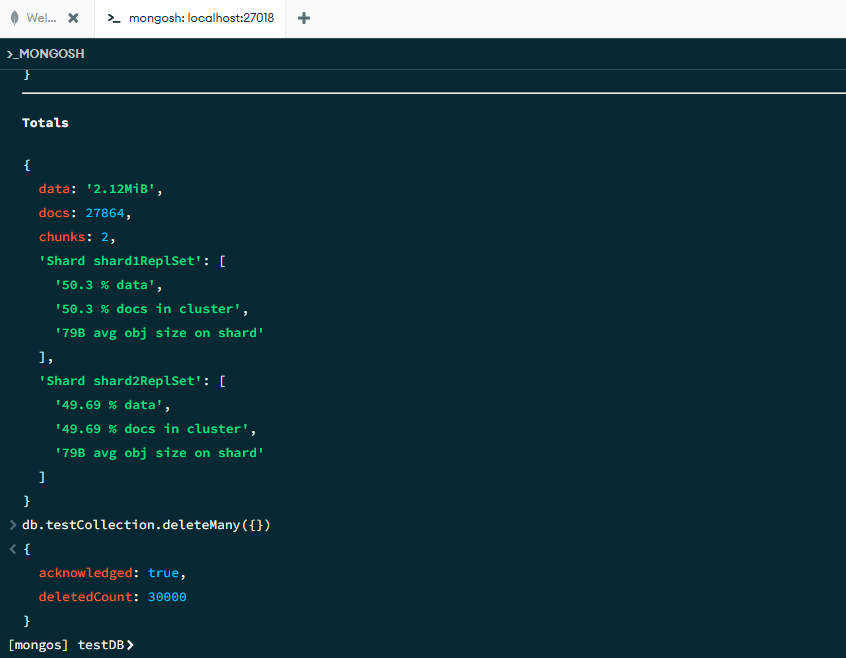 Wel...
mongosh: localhost:27018
>_MONGOSH
}
Totals
{
data: '2.12MiB',
docs: 27864,
chunks: 2,
'Shard shard1ReplSet': [
'50.3 % data',
'50.3 % docs in cluster',
'79B avg obj size on shard'
],
'Shard shard2ReplSet': [
'49.69 % data',
'49.69 % docs in cluster',
'79B avg obj size on shard'
]
}
> db.testCollection.deleteMany({})
< {
acknowledged: true,
deletedCount: 30000
}
[mongos] testDB>